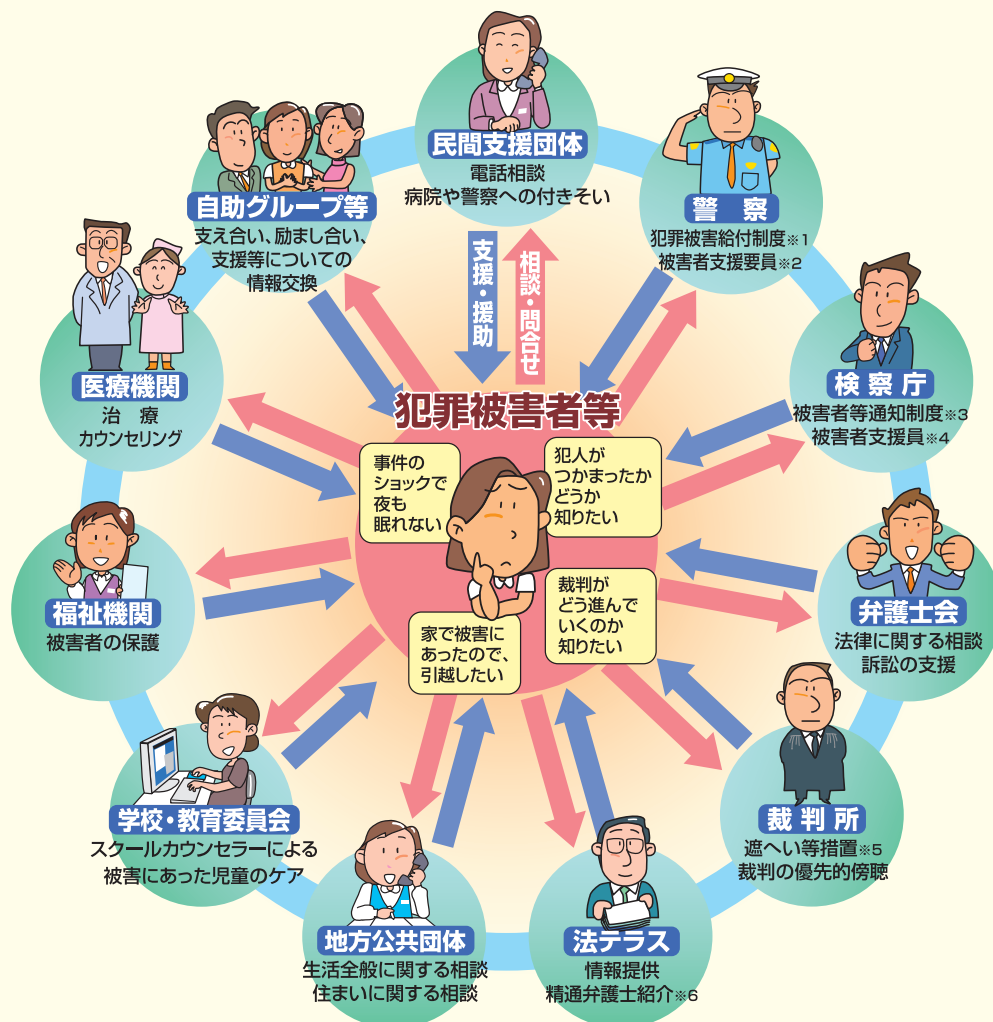 民間支援団体
電話相談
病院や警察への付きそい
警　察
犯罪被害給付制度※1
被害者支援要員※2
検察庁
被害者等通知制度※3
被害者支援員※4
弁護士会
法律に関する相談
訴訟の支援
裁判所
遮へい等措置※5
裁判の優先的傍聴
法テラス
情報提供
精通弁護士紹介※6
地方公共団体
生活全般に関する相談
住まいに関する相談
学校・教育委員会
スクールカウンセラーによる
被害にあった児童のケア
福祉機関
被害者の保護
医療機関
治　療
カウンセリング
自助グループ等
支え合い、励まし合い、
支援等についての
情報交換
支援・援助
相談・問合せ
犯罪被害者等
事件の
ショックで
夜も
眠れない
犯人が
つかまったか
どうか
知りたい
家で被害に
あったので、
引越したい
裁判が
どう進んで
いくのか
知りたい